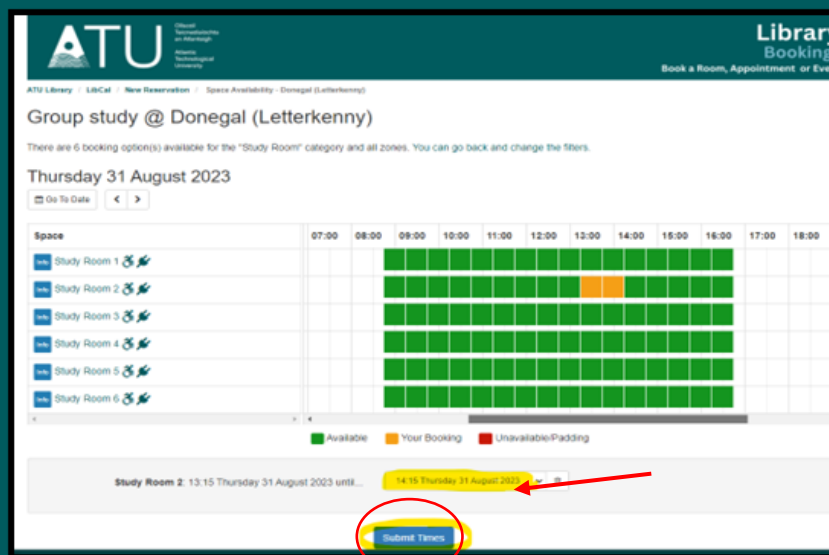 ATU
Ollscoil
Teicneolaíochta
an Atlantaigh
Atlantic
Technological
University
Library
Booking
Book a Room, Appointment or Eve
ATU Library / LibCal / New Reservation / Space Availability - Donegal (Letterkenny)
Group study @ Donegal (Letterkenny)
There are 6 booking option(s) available for the "Study Room" category and all zones. You can go back and change the filters.
Thursday 31 August 2023
Go To Date
Space 07:00 08:00 09:00 10:00 11:00 12:00 13:00 14:00 15:00 16:00 17:00 18:00
Info Study Room 1
Info Study Room 2
Info Study Room 3
Info Study Room 4
Info Study Room 5
Info Study Room 6
Available Your Booking Unavailable/Padding
Study Room 2: 13:15 Thursday 31 August 2023 until... 14:15 Thursday 31 August 2023
Submit Times